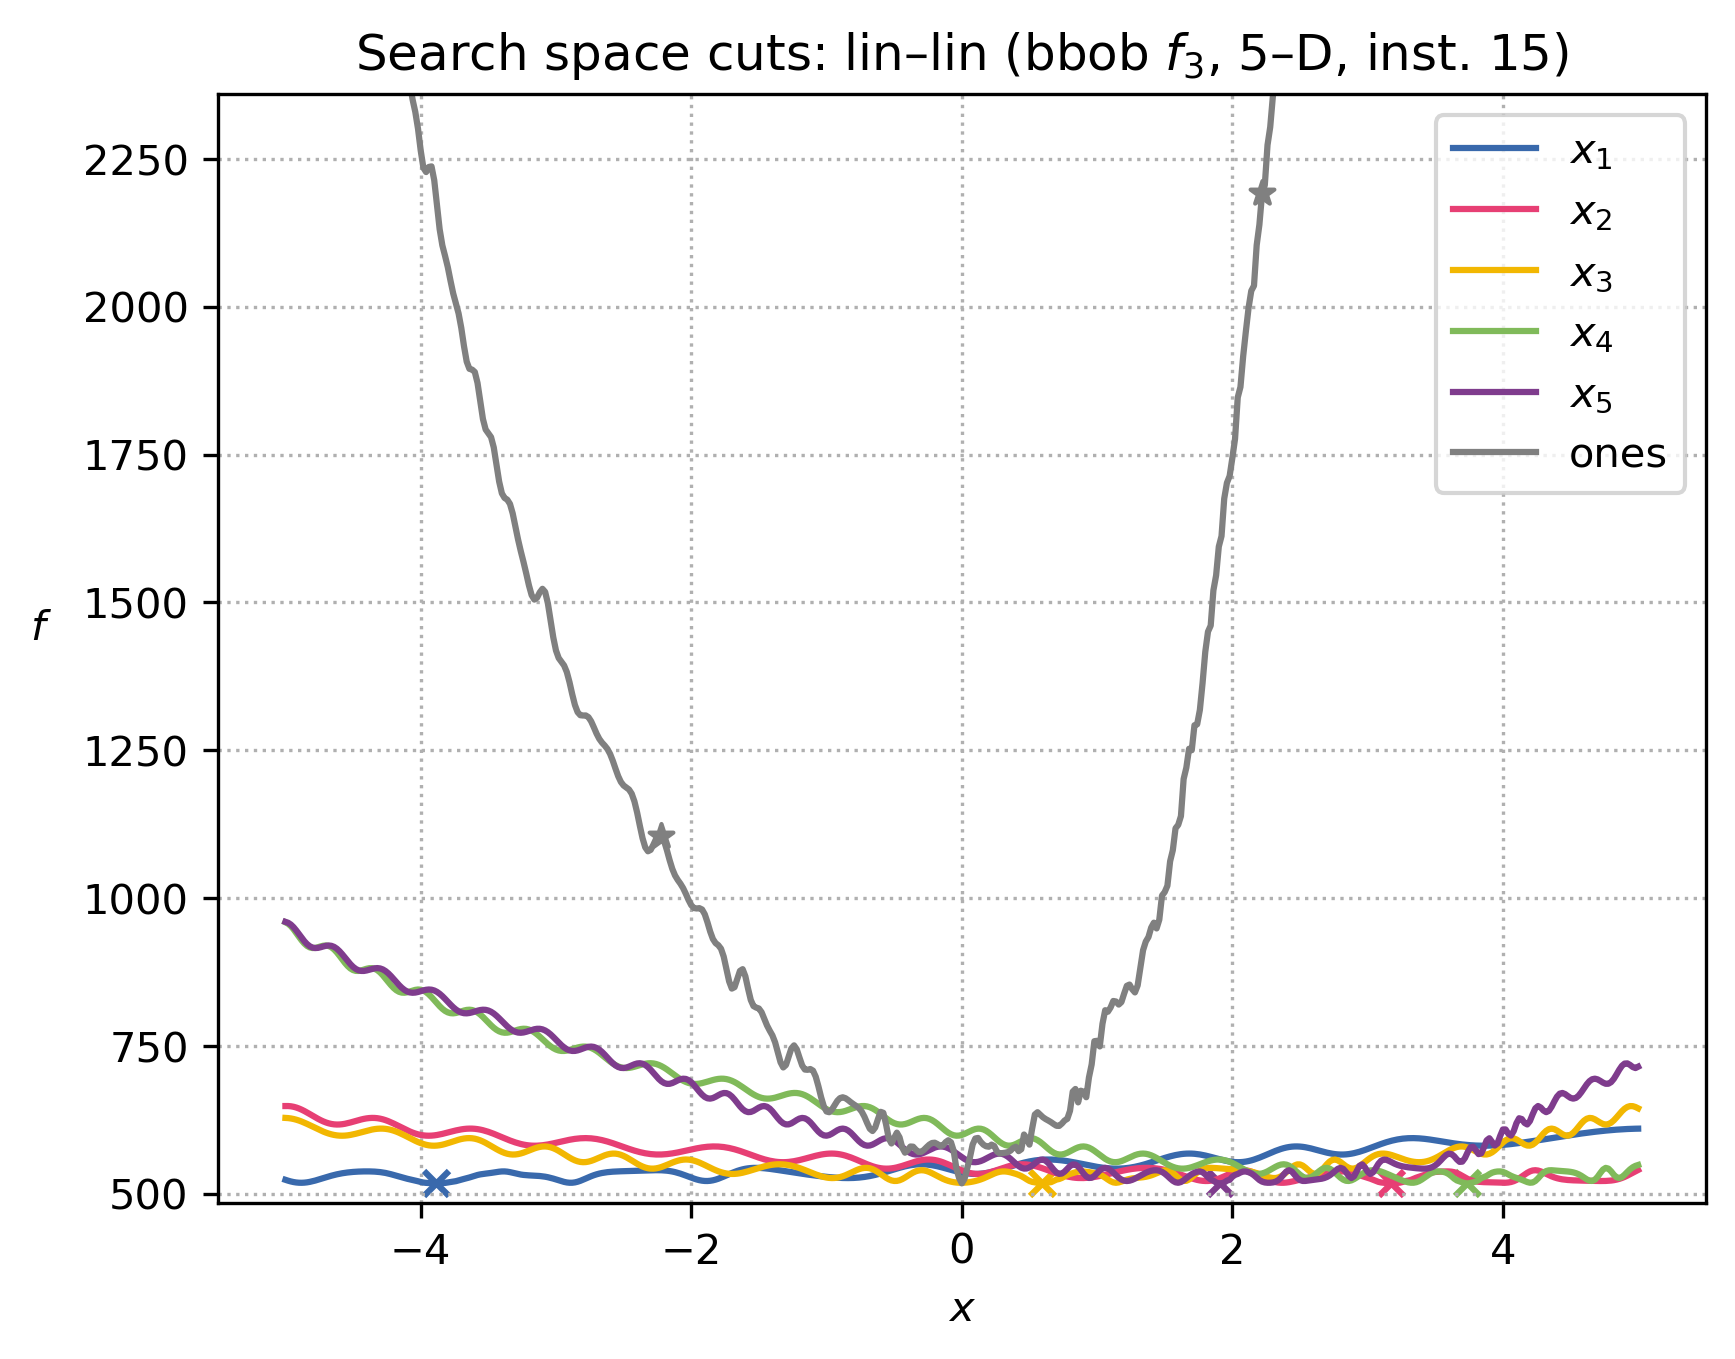 Search space cuts: lin–lin (bbob f₃, 5–D, inst. 15)
2250
2000
1750
1500
1250
1000
750
500
f
−4
−2
0
2
4
x
x₁
x₂
x₃
x₄
x₅
ones